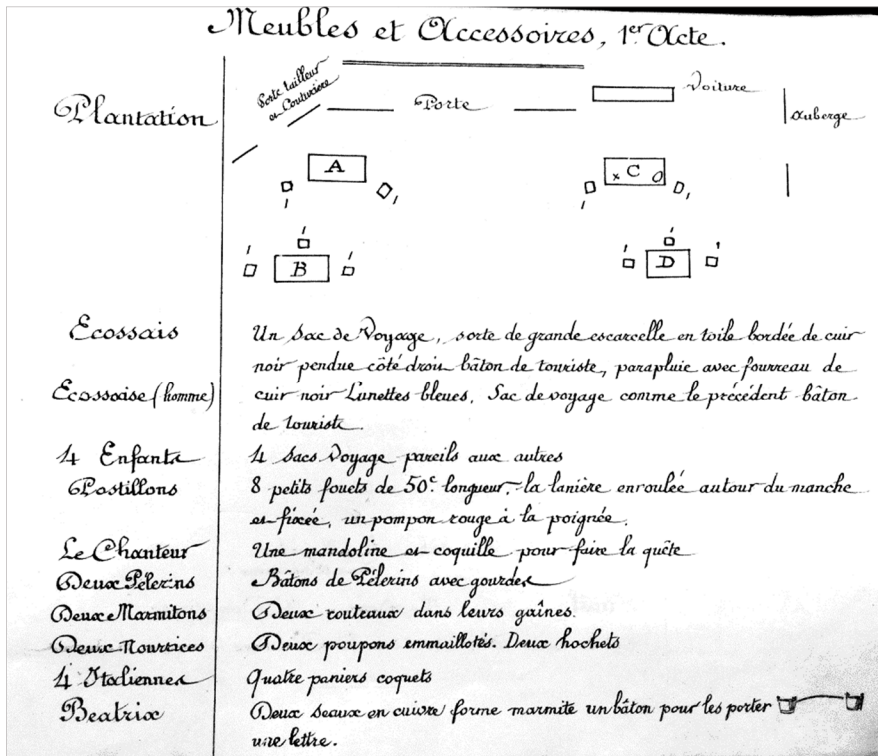 Meubles et Accessoires, 1er Acte.
Plantation
Porte tailleur
et Couturière
Porte
Voiture
Auberge
A
x C
B
D
Ecossais Un Sac de Voyage, sorte de grande escarcelle en toile bordée de cuir
noir pendue côté droit bâton de touriste, parapluie avec fourreau de
Ecossaise (homme) cuir noir Lunettes bleues. Sac de voyage comme le précédent bâton
de touriste.
4 Enfants 4 Sacs Voyage pareils aux autres
Postillons 8 petits fouets de 50c. longueur, la lanière enroulée autour du manche
et fixée, un pompon rouge à la poignée.
Le Chanteur Une mandoline et coquille pour faire la quête
Deux Pélerins Bâtons de Pélerins avec gourdes
Deux Marmitons Deux couteaux dans leurs gaînes.
Deux Nourrices Deux poupons emmaillotés. Deux hochets
4 Italiennes Quatre paniers coquets
Beatrix Deux seaux en cuivre forme marmite un bâton pour les porter
une lettre.